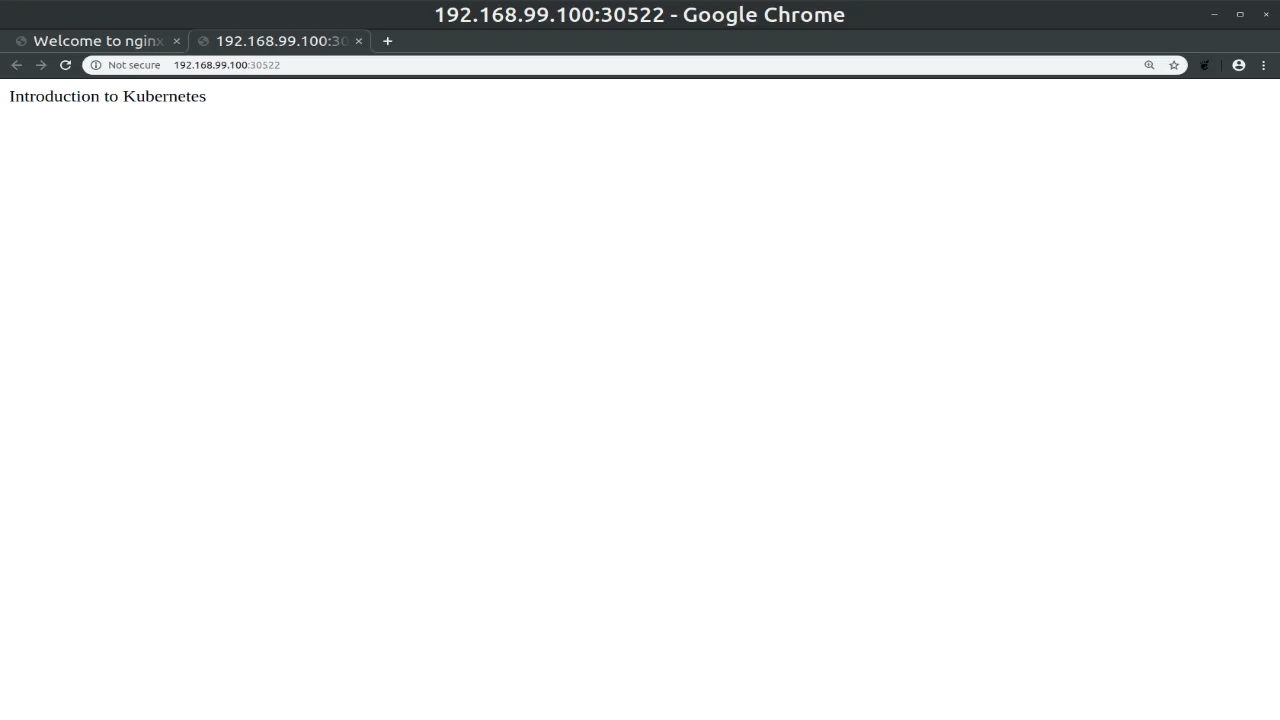 192.168.99.100:30522 - Google Chrome
Welcome to nginx
192.168.99.100:30
Not secure
192.168.99.100:30522
Introduction to Kubernetes